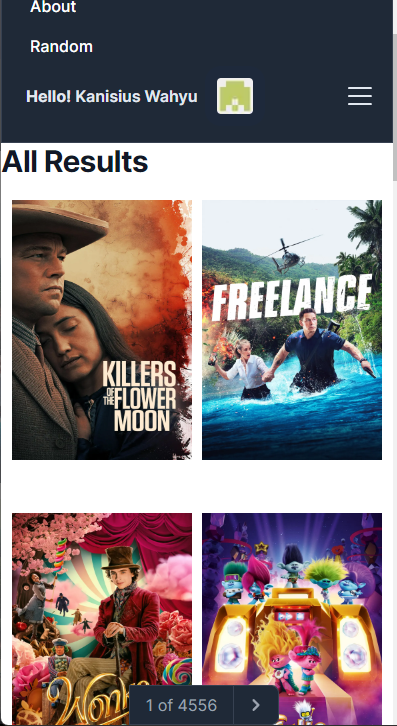 About
Random
Hello! Kanisius Wahyu
All Results
KILLERS
OF THE FLOWER
MOON
FREELANCE
Wonka
1 of 4556